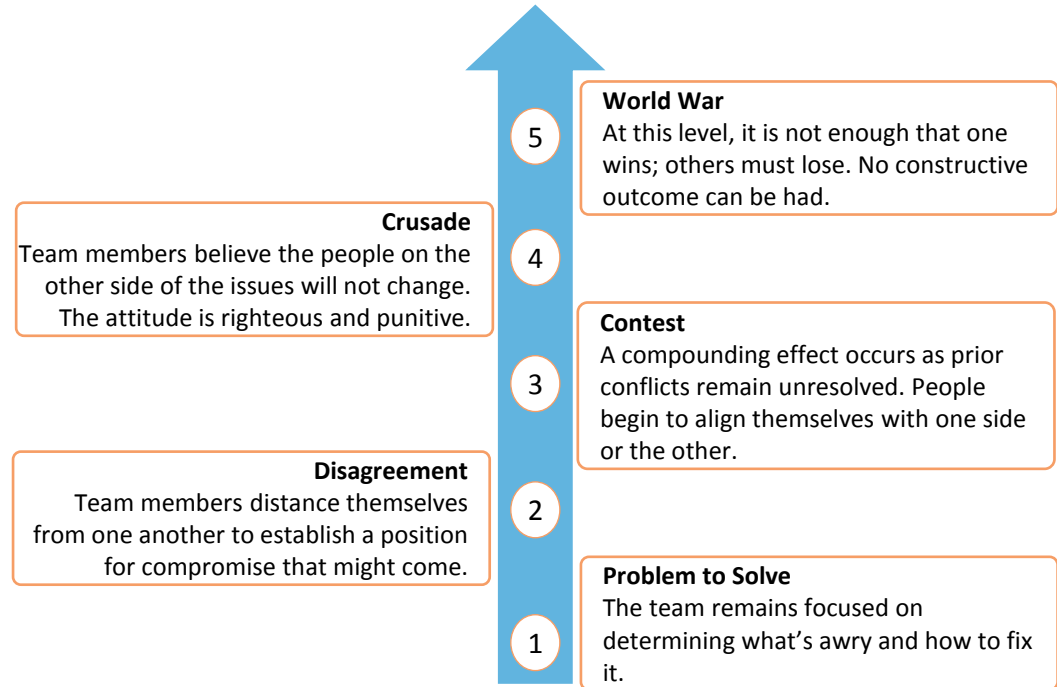 5
World War
At this level, it is not enough that one
wins; others must lose. No constructive
outcome can be had.
Crusade
Team members believe the people on the
other side of the issues will not change.
The attitude is righteous and punitive.
4
Contest
A compounding effect occurs as prior
conflicts remain unresolved. People
begin to align themselves with one side
or the other.
3
Disagreement
Team members distance themselves
from one another to establish a position
for compromise that might come.
2
Problem to Solve
The team remains focused on
determining what’s awry and how to fix
it.
1